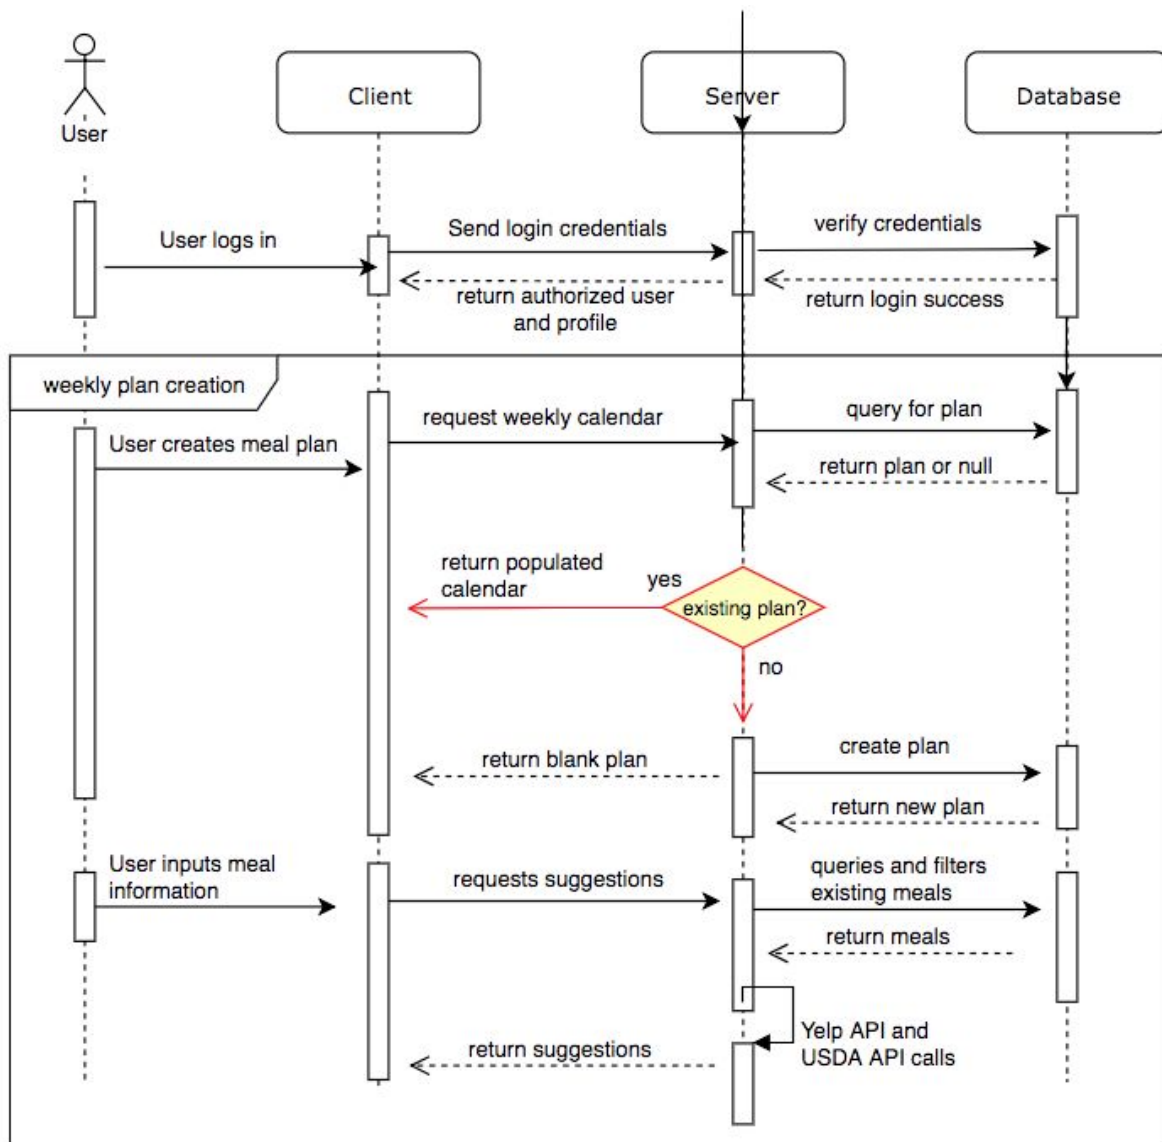 Client
Server
Database
User
User logs in
Send login credentials
verify credentials
return authorized user
and profile
return login success
weekly plan creation
User creates meal plan
request weekly calendar
query for plan
return plan or null
return populated
calendar
yes
existing plan?
no
return blank plan
create plan
return new plan
User inputs meal
information
requests suggestions
queries and filters
existing meals
return meals
Yelp API and
USDA API calls
return suggestions